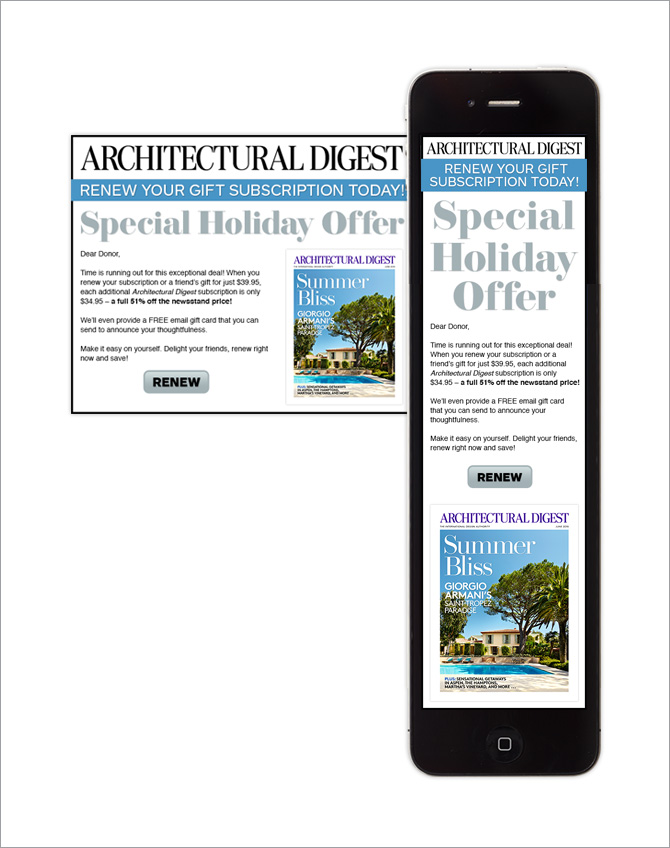 ARCHITECTURAL DIGEST
RENEW YOUR GIFT SUBSCRIPTION TODAY!
Special Holiday Offer
Dear Donor,
Time is running out for this exceptional deal! When you
renew your subscription or a friend's gift for just $39.95,
each additional Architectural Digest subscription is only
$34.95 – a full 51% off the newsstand price!
We'll even provide a FREE email gift card that you can
send to announce your thoughtfulness.
Make it easy on yourself. Delight your friends, renew right
now and save!
RENEW
ARCHITECTURAL DIGEST
THE INTERNATIONAL DESIGN AUTHORITY
Summer
Bliss
GIORGIO
ARMANI'S
SAINT-TROPEZ
PARADISE
PLUS: SENSATIONAL GETAWAYS
IN ASPEN, THE HAMPTONS,
MARTHA'S VINEYARD, AND MORE ...
ARCHITECTURAL DIGEST
RENEW YOUR GIFT
SUBSCRIPTION TODAY!
Special
Holiday
Offer
Dear Donor,
Time is running out for this exceptional deal!
When you renew your subscription or a
friend's gift for just $39.95, each additional
Architectural Digest subscription is only
$34.95 – a full 51% off the newsstand price!
We'll even provide a FREE email gift card
that you can send to announce your
thoughtfulness.
Make it easy on yourself. Delight your friends,
renew right now and save!
RENEW
ARCHITECTURAL DIGEST
THE INTERNATIONAL DESIGN AUTHORITY
Summer
Bliss
GIORGIO
ARMANI'S
SAINT-TROPEZ
PARADISE
PLUS: SENSATIONAL GETAWAYS
IN ASPEN, THE HAMPTONS,
MARTHA'S VINEYARD, AND MORE ...